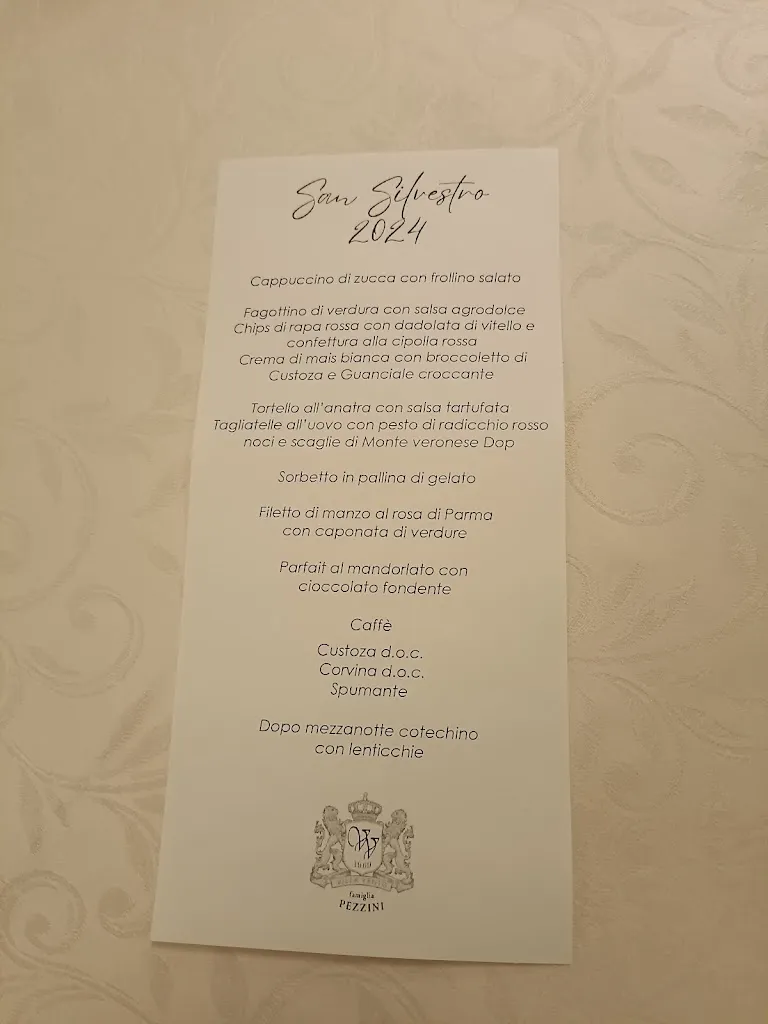 San Silvestro
2024
Cappuccino di zucca con frollino salato
Fagottino di verdura con salsa agrodolce
Chips di rapa rossa con dadolata di vitello e
confettura alla cipolla rossa
Crema di mais bianca con broccoletto di
Custoza e Guanciale croccante
Tortello all'anatra con salsa tartufata
Tagliatelle all'uovo con pesto di radicchio rosso
noci e scaglie di Monte veronese Dop
Sorbetto in pallina di gelato
Filetto di manzo al rosa di Parma
con caponata di verdure
Parfait al mandorlato con
cioccolato fondente
Caffè
Custoza d.o.c.
Corvina d.o.c.
Spumante
Dopo mezzanotte cotechino
con lenticchie
famiglia
PEZZINI